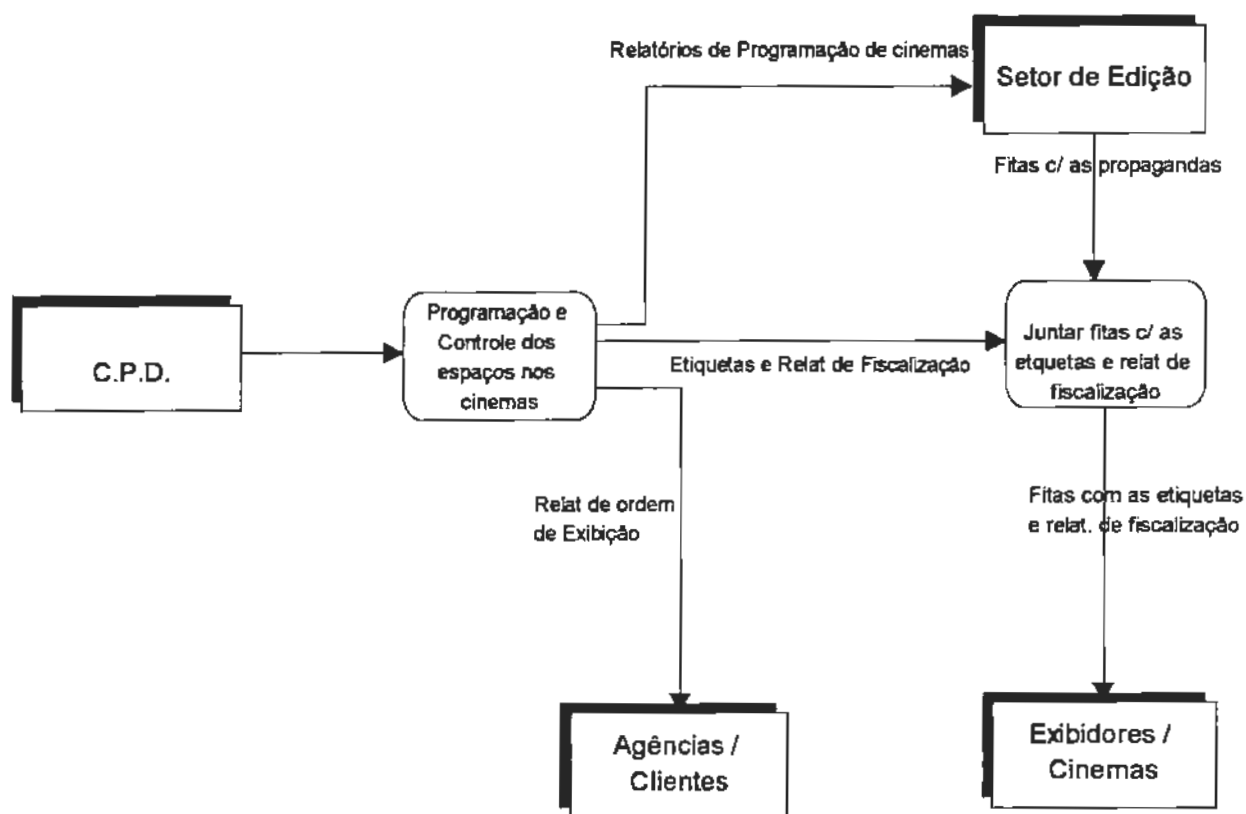 Relatórios de Programação de cinemas
Setor de Edição
Fitas c/ as propagandas
C.P.D.
Programação e
Controle dos
espaços nos
cinemas
Etiquetas e Relat de Fiscalização
Juntar fitas c/ as
etquetas e relat de
fiscalização
Relat de ordem
de Exibição
Fitas com as etiquetas
e relat. de fiscalização
Agências /
Clientes
Exibidores /
Cinemas